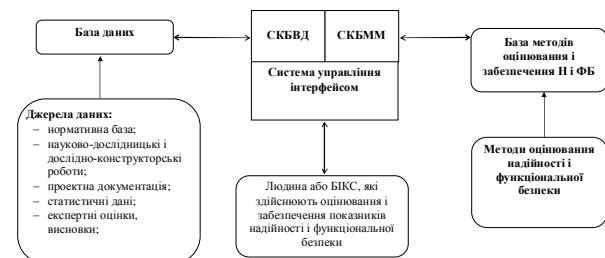 База даних
СКБВД
СКБММ
Система управління
інтерфейсом
База методів
оцінювання і
забезпечення Н і ФБ
Джерела даних:
– нормативна база;
– науково-дослідницькі і
дослідно-конструкторські
роботи;
– проектна документація;
– статистичні дані;
– експертні оцінки,
висновки;
Людина або БІКС, які
здійснюють оцінювання і
забезпечення показників
надійності і функціональної
безпеки
Методи оцінювання
надійності і
функціональної
безпеки